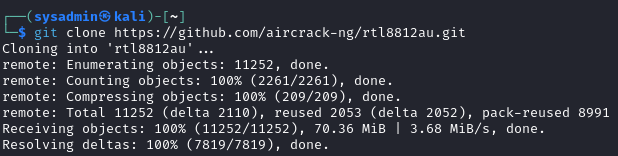 ┌──(sysadmin㉿kali)-[~]
└─$ git clone https://github.com/aircrack-ng/rtl8812au.git
Cloning into 'rtl8812au'...
remote: Enumerating objects: 11252, done.
remote: Counting objects: 100% (2261/2261), done.
remote: Compressing objects: 100% (209/209), done.
remote: Total 11252 (delta 2110), reused 2053 (delta 2052), pack-reused 8991
Receiving objects: 100% (11252/11252), 70.36 MiB | 3.68 MiB/s, done.
Resolving deltas: 100% (7819/7819), done.